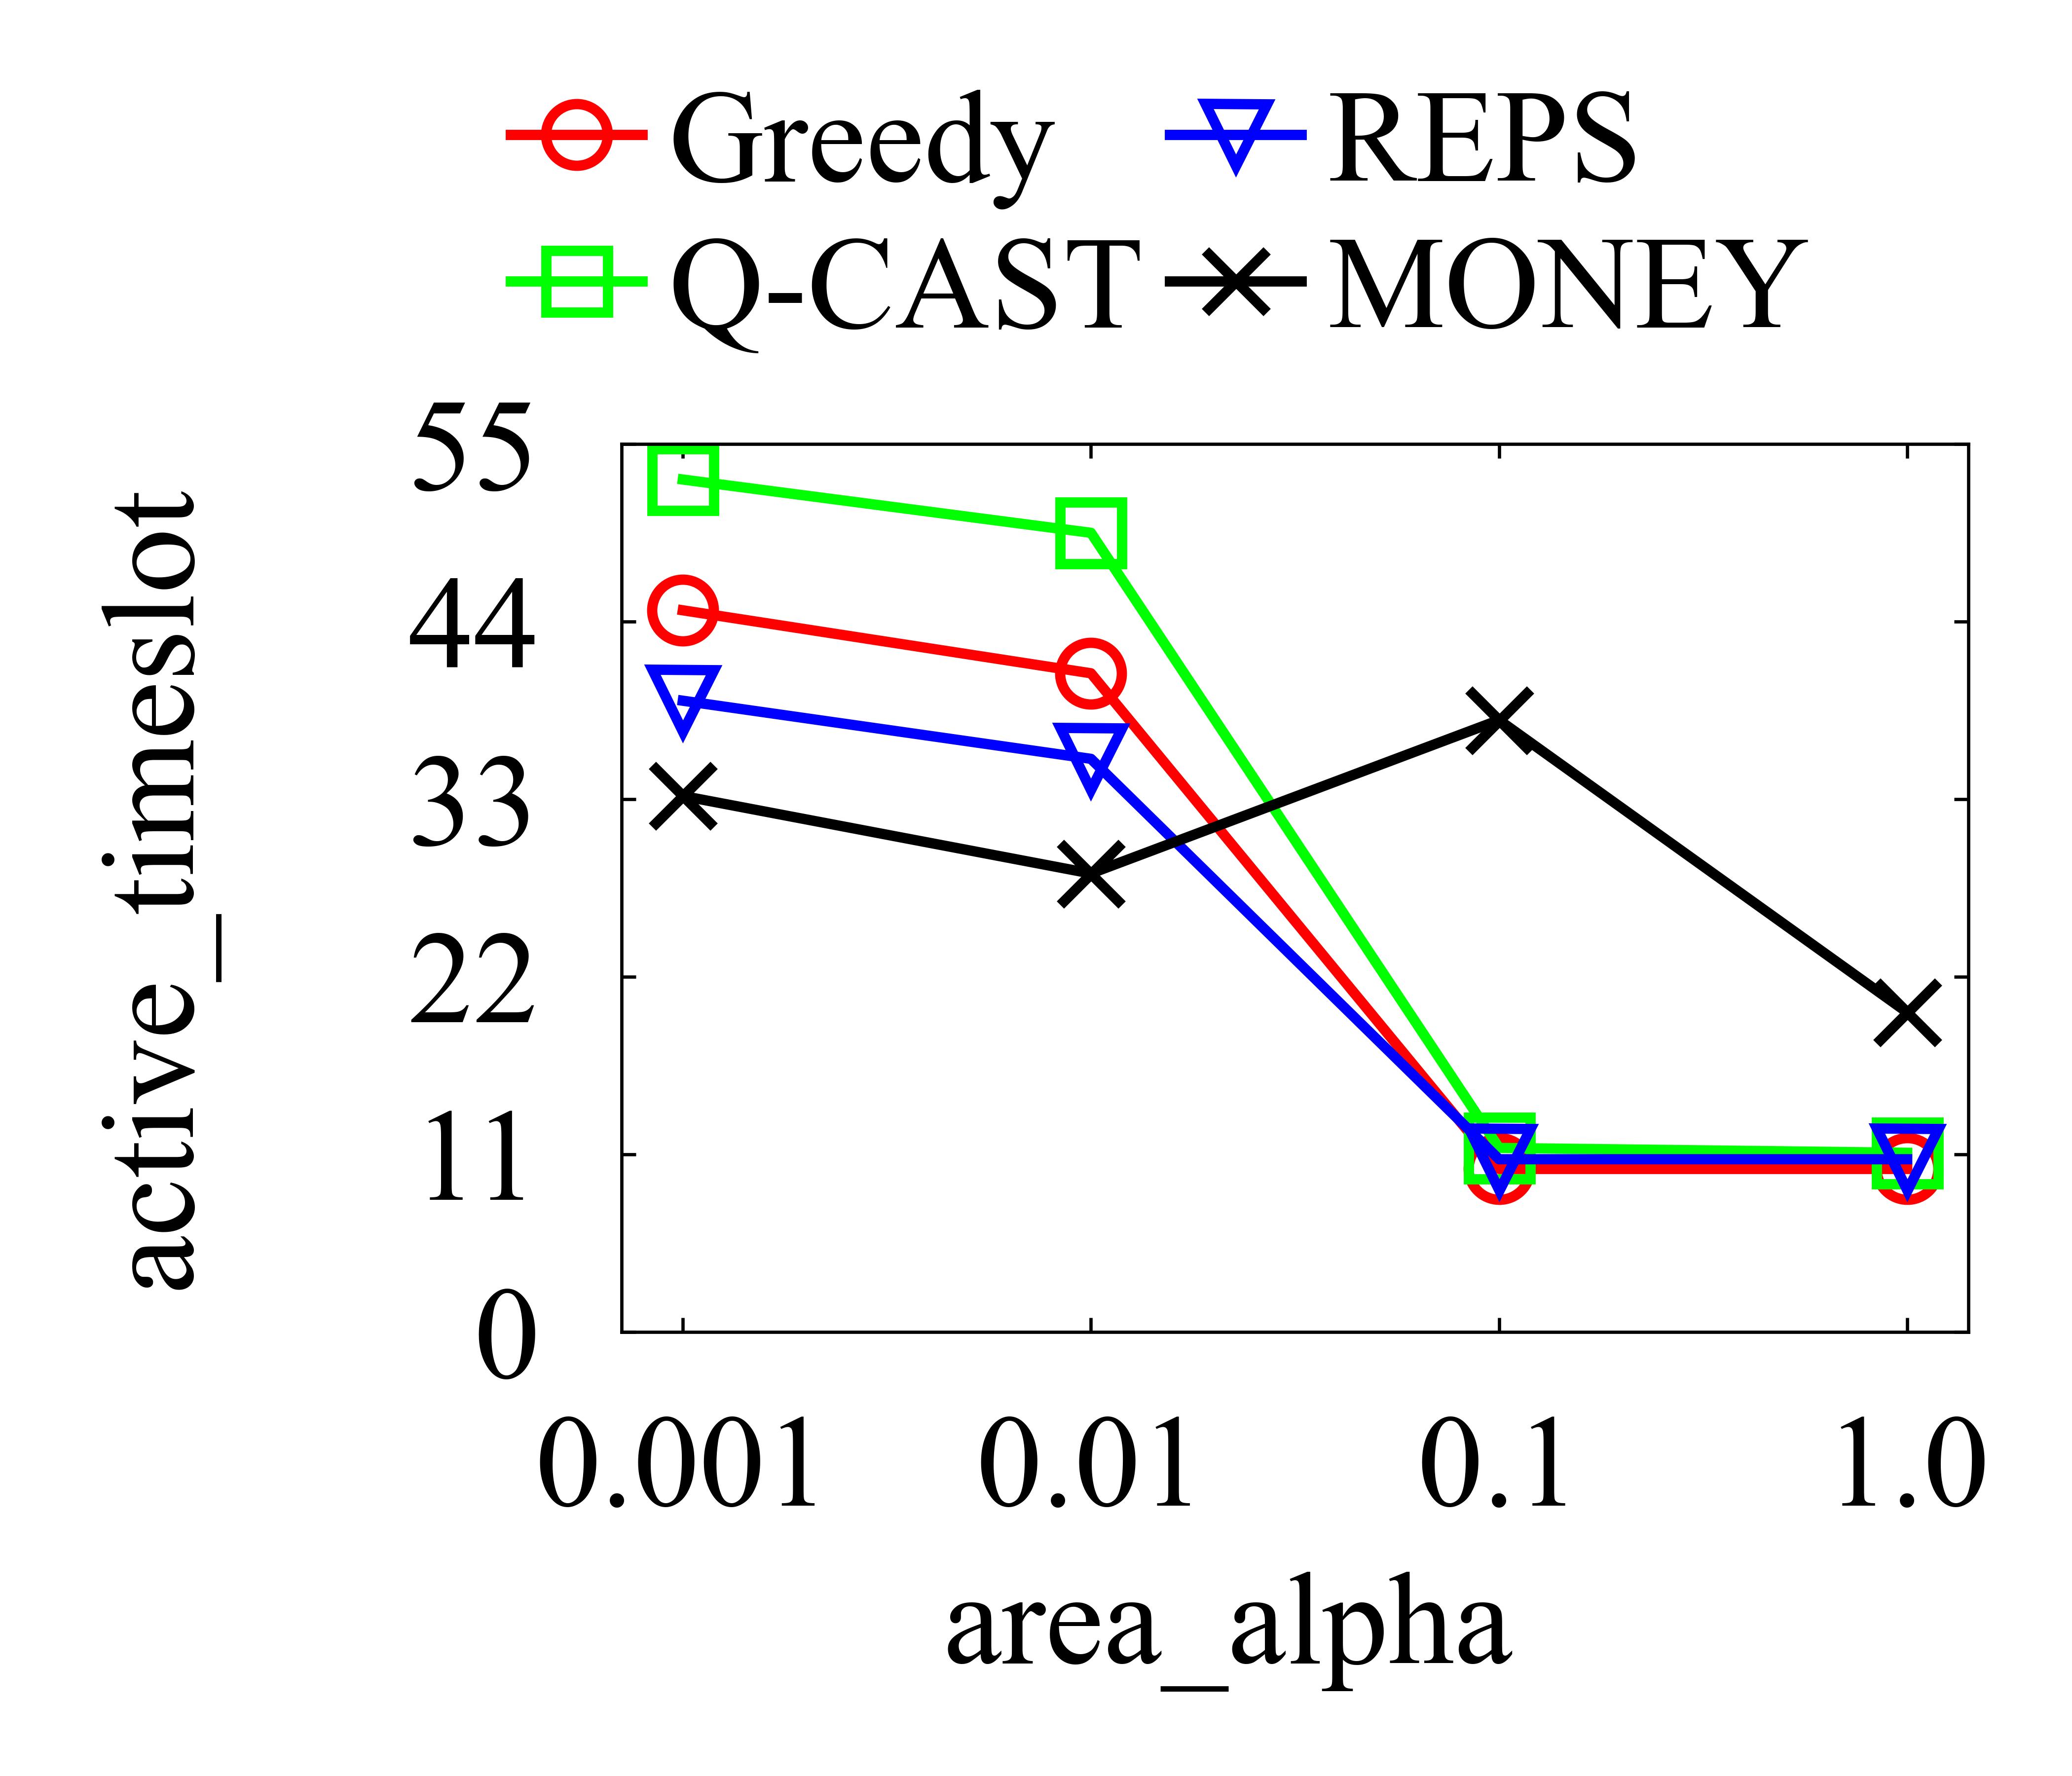 Greedy REPS
Q-CAST MONEY
active_timeslot
55
44
33
22
11
0
0.001 0.01 0.1 1.0
area_alpha